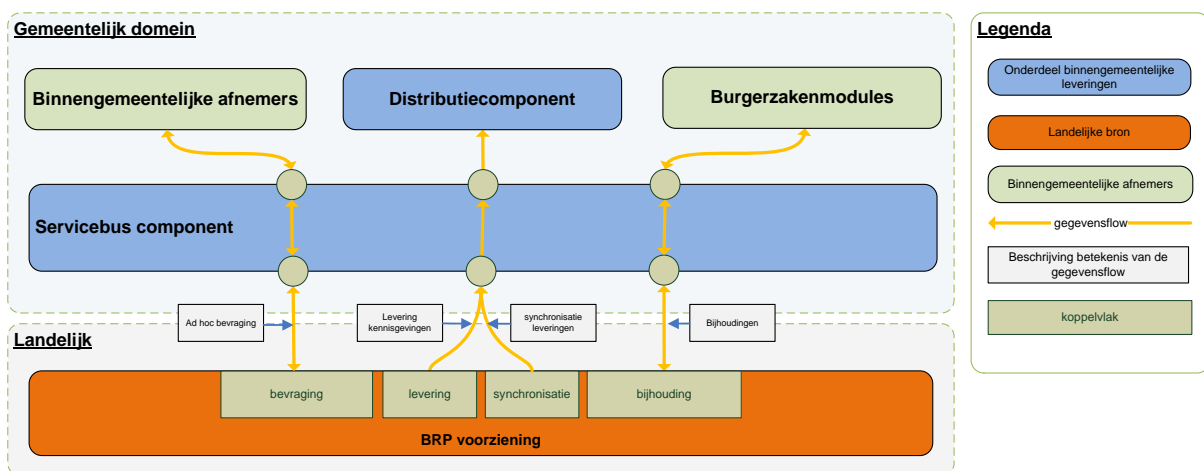 Gemeentelijk domein
Binnengemeentelijke afnemers
Distributiecomponent
Burgerzakenmodules
Servicebus component
Ad hoc bevraging
Levering
kennisgevingen
synchronisatie
leveringen
Bijhoudingen
Landelijk
bevraging
levering
synchronisatie
bijhouding
BRP voorziening
Legenda
Onderdeel binnengemeentelijke
leveringen
Landelijke bron
Binnengemeentelijke afnemers
gegevensflow
Beschrijving betekenis van de
gegevensflow
koppelvlak